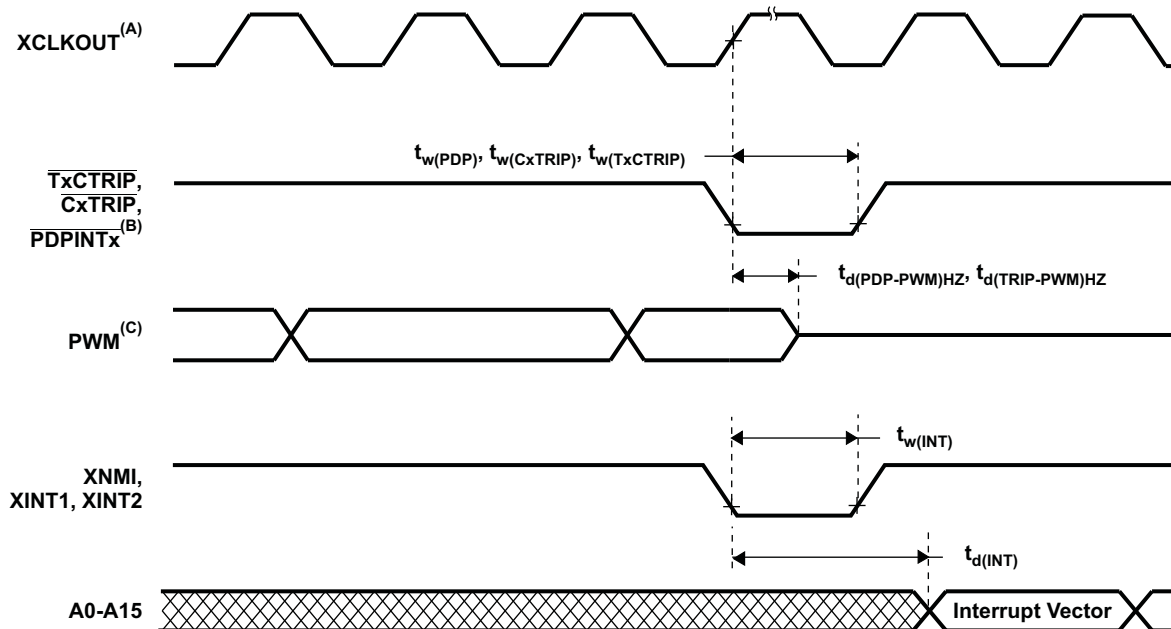 XCLKOUT(A)
tw(PDP), tw(CxTRIP), tw(TxCTRIP)
TxCTRIP,
CxTRIP,
PDPINTx(B)
td(PDP-PWM)HZ, td(TRIP-PWM)HZ
PWM(C)
tw(INT)
XNMI,
XINT1, XINT2
td(INT)
A0-A15
Interrupt Vector